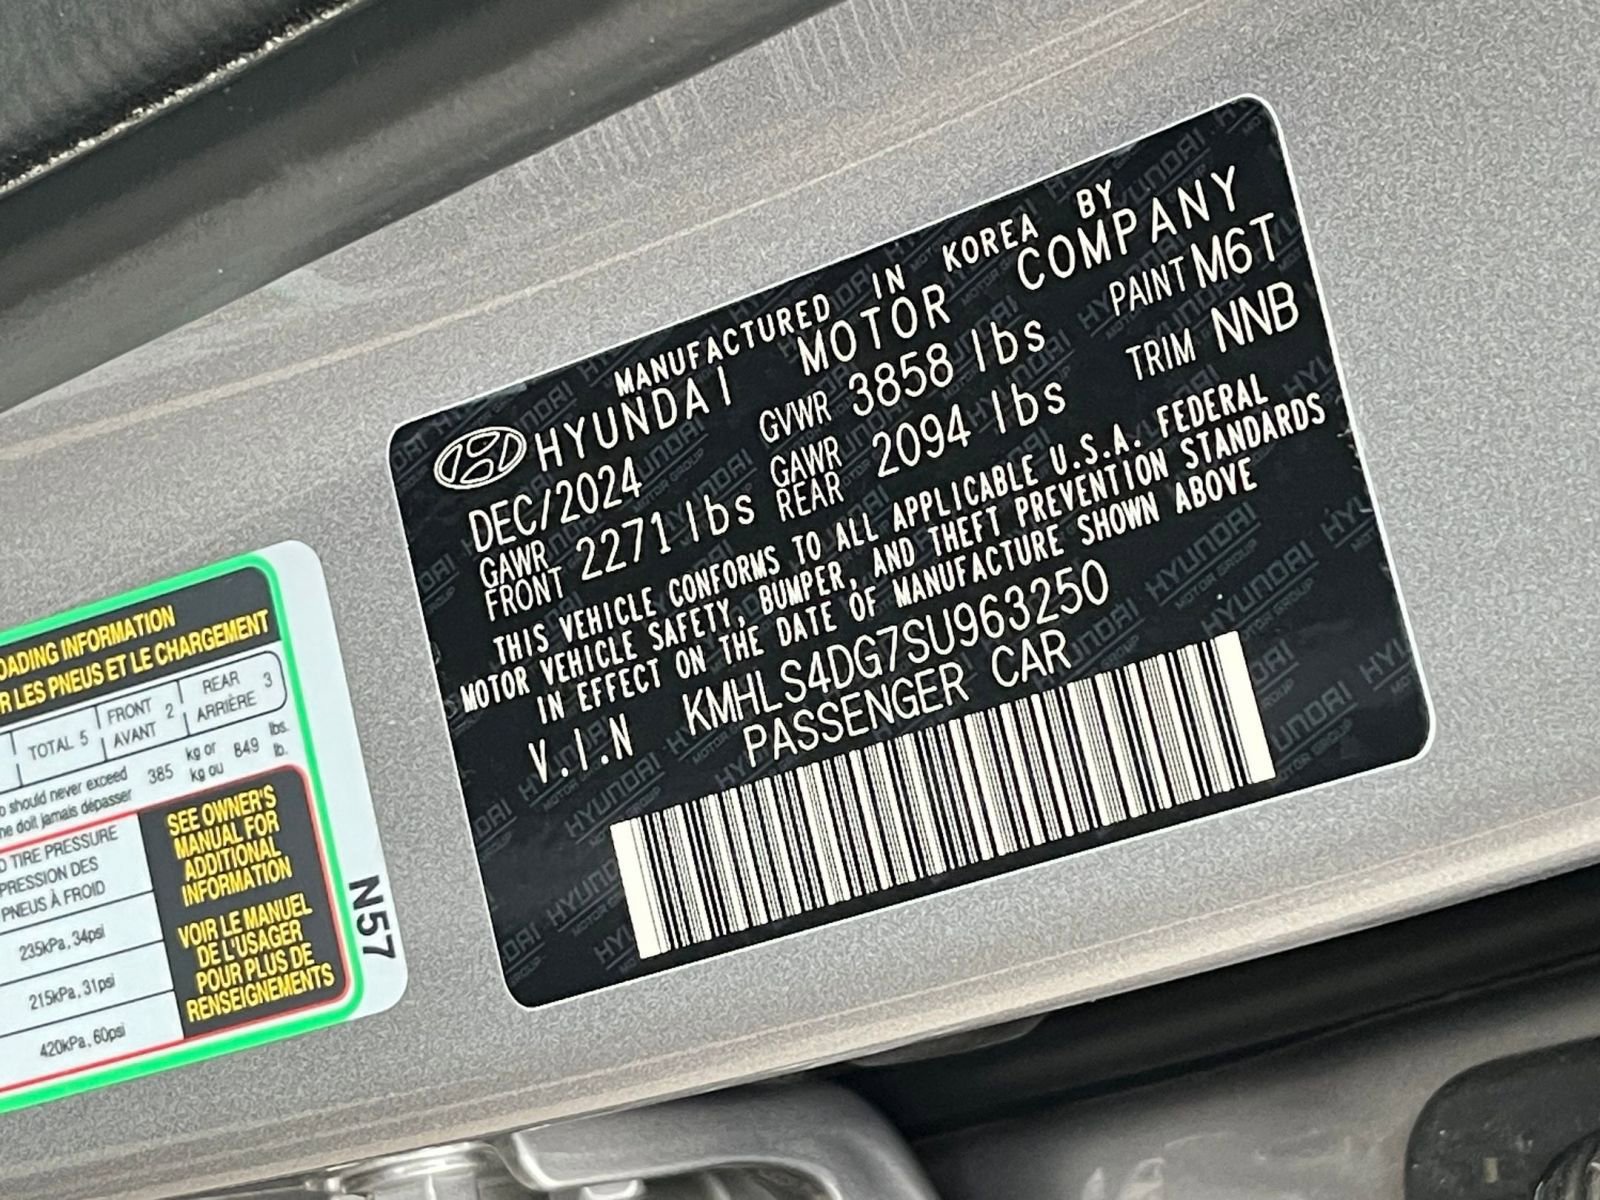 MANUFACTURED IN KOREA BY
HYUNDAI MOTOR COMPANY
DEC/2024 GVWR 3858 lbs PAINT M6T
GAWR FRONT 2271 lbs GAWR REAR 2094 lbs TRIM NNB
THIS VEHICLE CONFORMS TO ALL APPLICABLE U.S.A. FEDERAL
MOTOR VEHICLE SAFETY, BUMPER, AND THEFT PREVENTION STANDARDS
IN EFFECT ON THE DATE OF MANUFACTURE SHOWN ABOVE
V.I.N KMHLS4DG7SU963250
PASSENGER CAR
OADING INFORMATION
R LES PNEUS ET LE CHARGEMENT
TOTAL 5 FRONT AVANT 2 REAR ARRIÈRE 3
should never exceed 385 kg or 849 lbs.
ne doit jamais dépasser kg ou lb.
TIRE PRESSURE
PRESSION DES
PNEUS À FROID
235kPa, 34psi
215kPa, 31psi
420kPa, 60psi
SEE OWNER'S
MANUAL FOR
ADDITIONAL
INFORMATION
VOIR LE MANUEL
DE L'USAGER
POUR PLUS DE
RENSEIGNEMENTS
N57